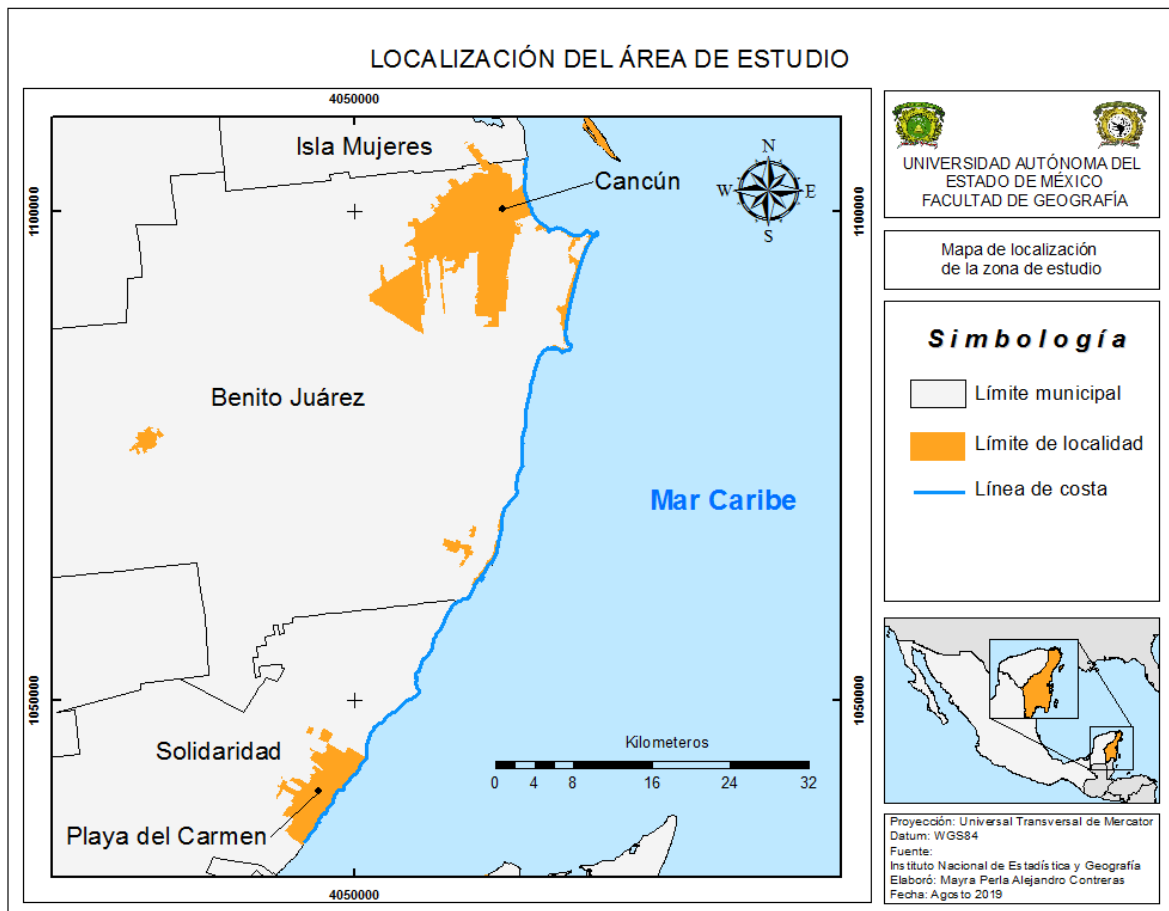 LOCALIZACIÓN DEL ÁREA DE ESTUDIO
4050000
Isla Mujeres
Cancún
N
W
E
S
1100000
1100000
Benito Juárez
Mar Caribe
1050000
1050000
Solidaridad
Kilometeros
0 4 8 16 24 32
Playa del Carmen
4050000
UNIVERSIDAD AUTÓNOMA DEL
ESTADO DE MÉXICO
FACULTAD DE GEOGRAFÍA
Mapa de localización
de la zona de estudio
Simbología
Límite municipal
Límite de localidad
Línea de costa
Proyección: Universal Transversal de Mercator
Datum: WGS84
Fuente:
Instituto Nacional de Estadística y Geografía
Elaboró: Mayra Perla Alejandro Contreras
Fecha: Agosto 2019